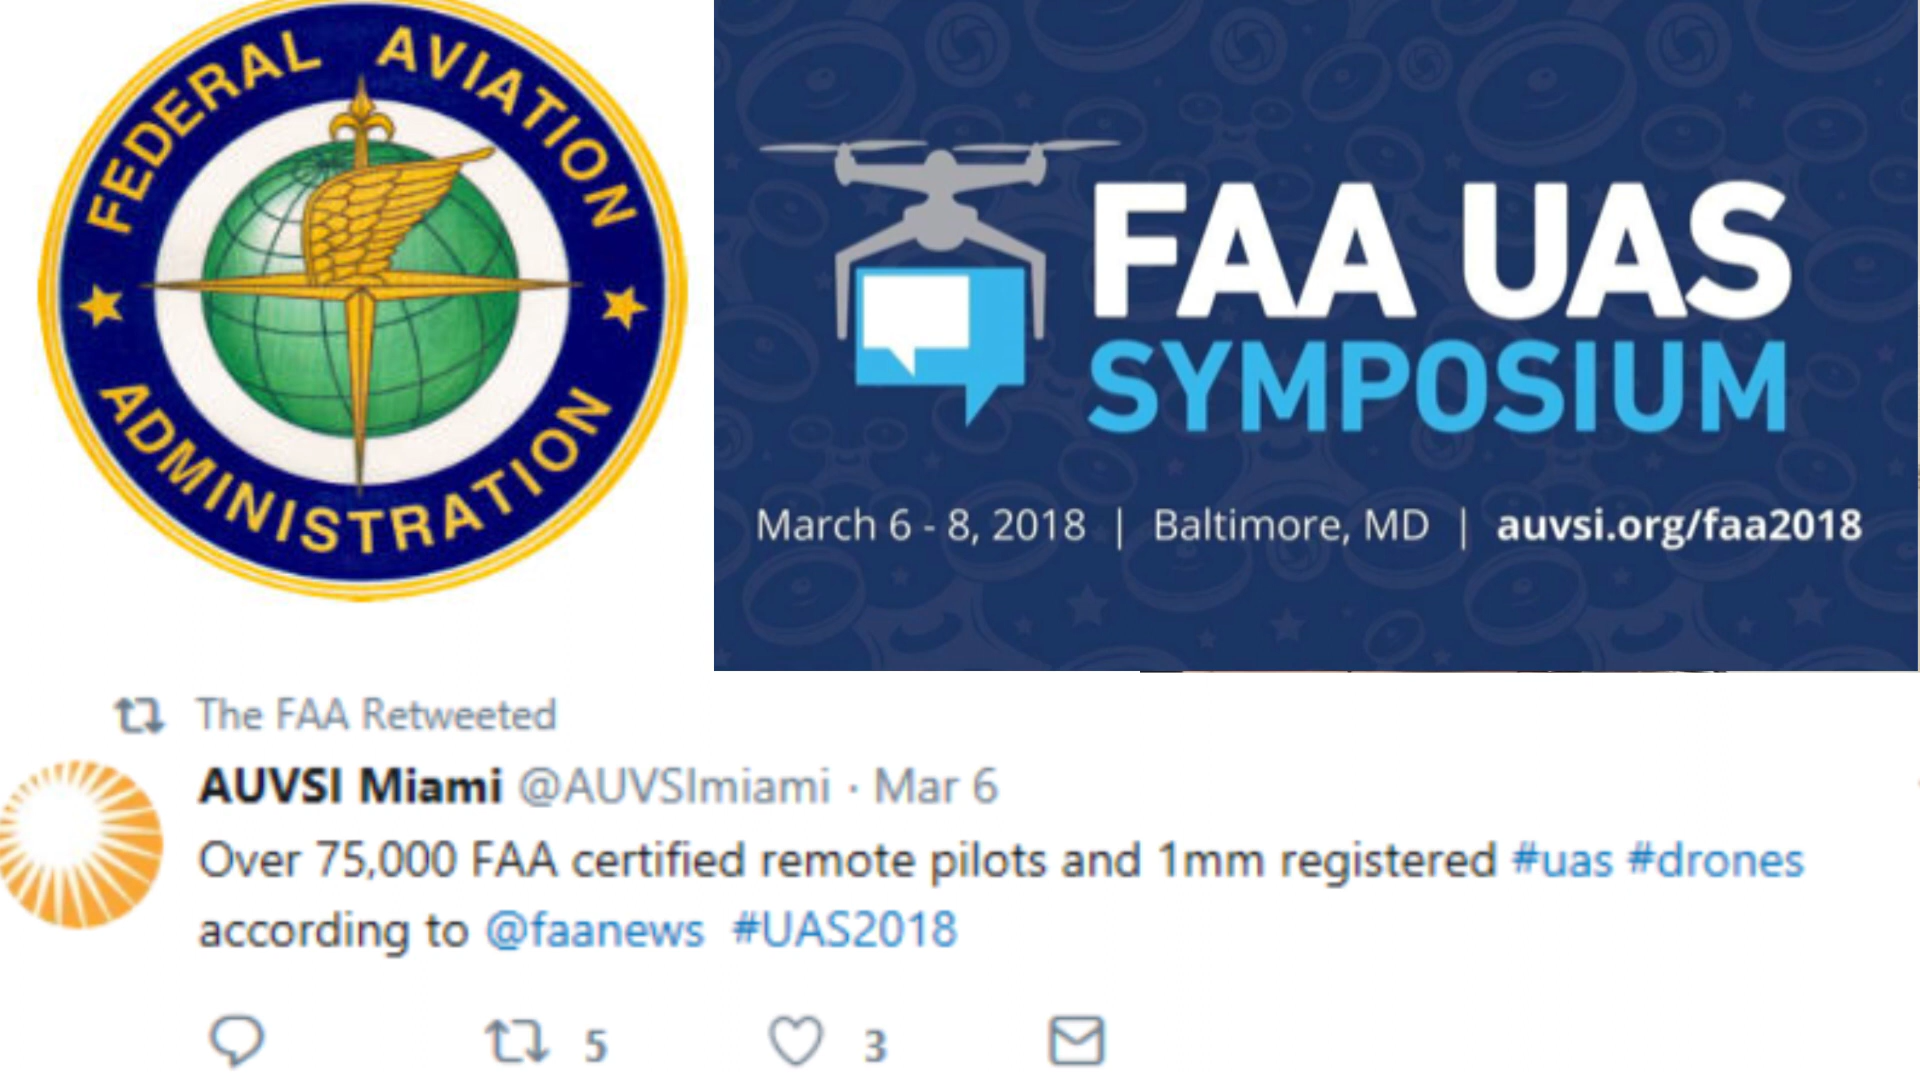 FEDERAL AVIATION
ADMINISTRATION
FAA UAS
SYMPOSIUM
March 6 - 8, 2018 | Baltimore, MD | auvsi.org/faa2018
The FAA Retweeted
AUVSI Miami @AUVSImiami · Mar 6
Over 75,000 FAA certified remote pilots and 1mm registered #uas #drones
according to @faanews #UAS2018
5 3